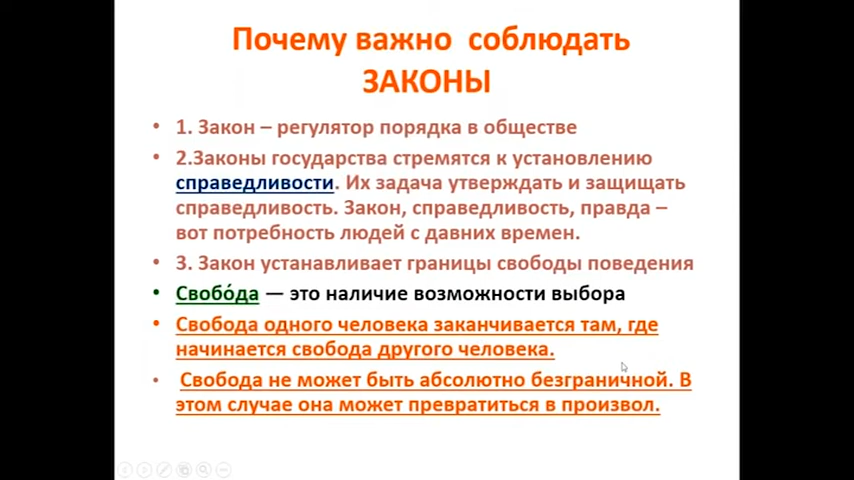 Почему важно соблюдать
ЗАКОНЫ
• 1. Закон – регулятор порядка в обществе
• 2.Законы государства стремятся к установлению
справедливости. Их задача утверждать и защищать
справедливость. Закон, справедливость, правда –
вот потребность людей с давних времен.
• 3. Закон устанавливает границы свободы поведения
• Свобо́да — это наличие возможности выбора
• Свобода одного человека заканчивается там, где
начинается свобода другого человека.
• Свобода не может быть абсолютно безграничной. В
этом случае она может превратиться в произвол.